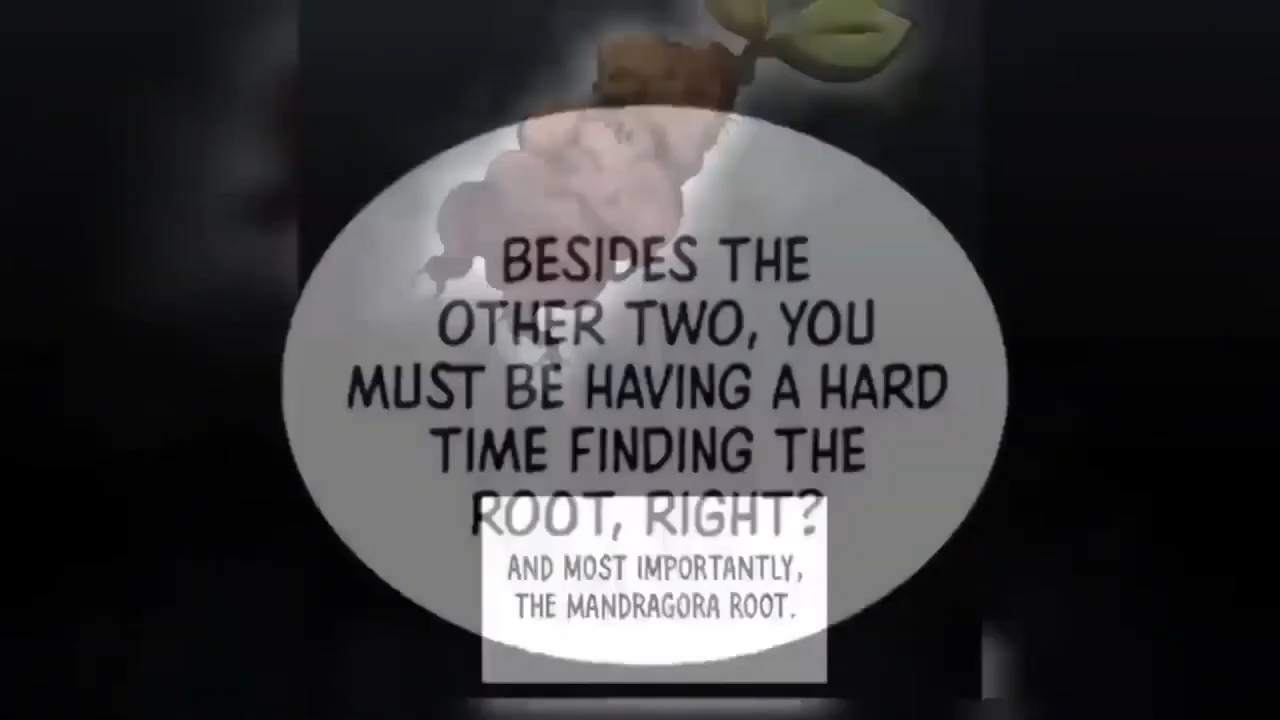 BESIDES THE
OTHER TWO, YOU
MUST BE HAVING A HARD
TIME FINDING THE
ROOT, RIGHT?
AND MOST IMPORTANTLY,
THE MANDRAGORA ROOT.